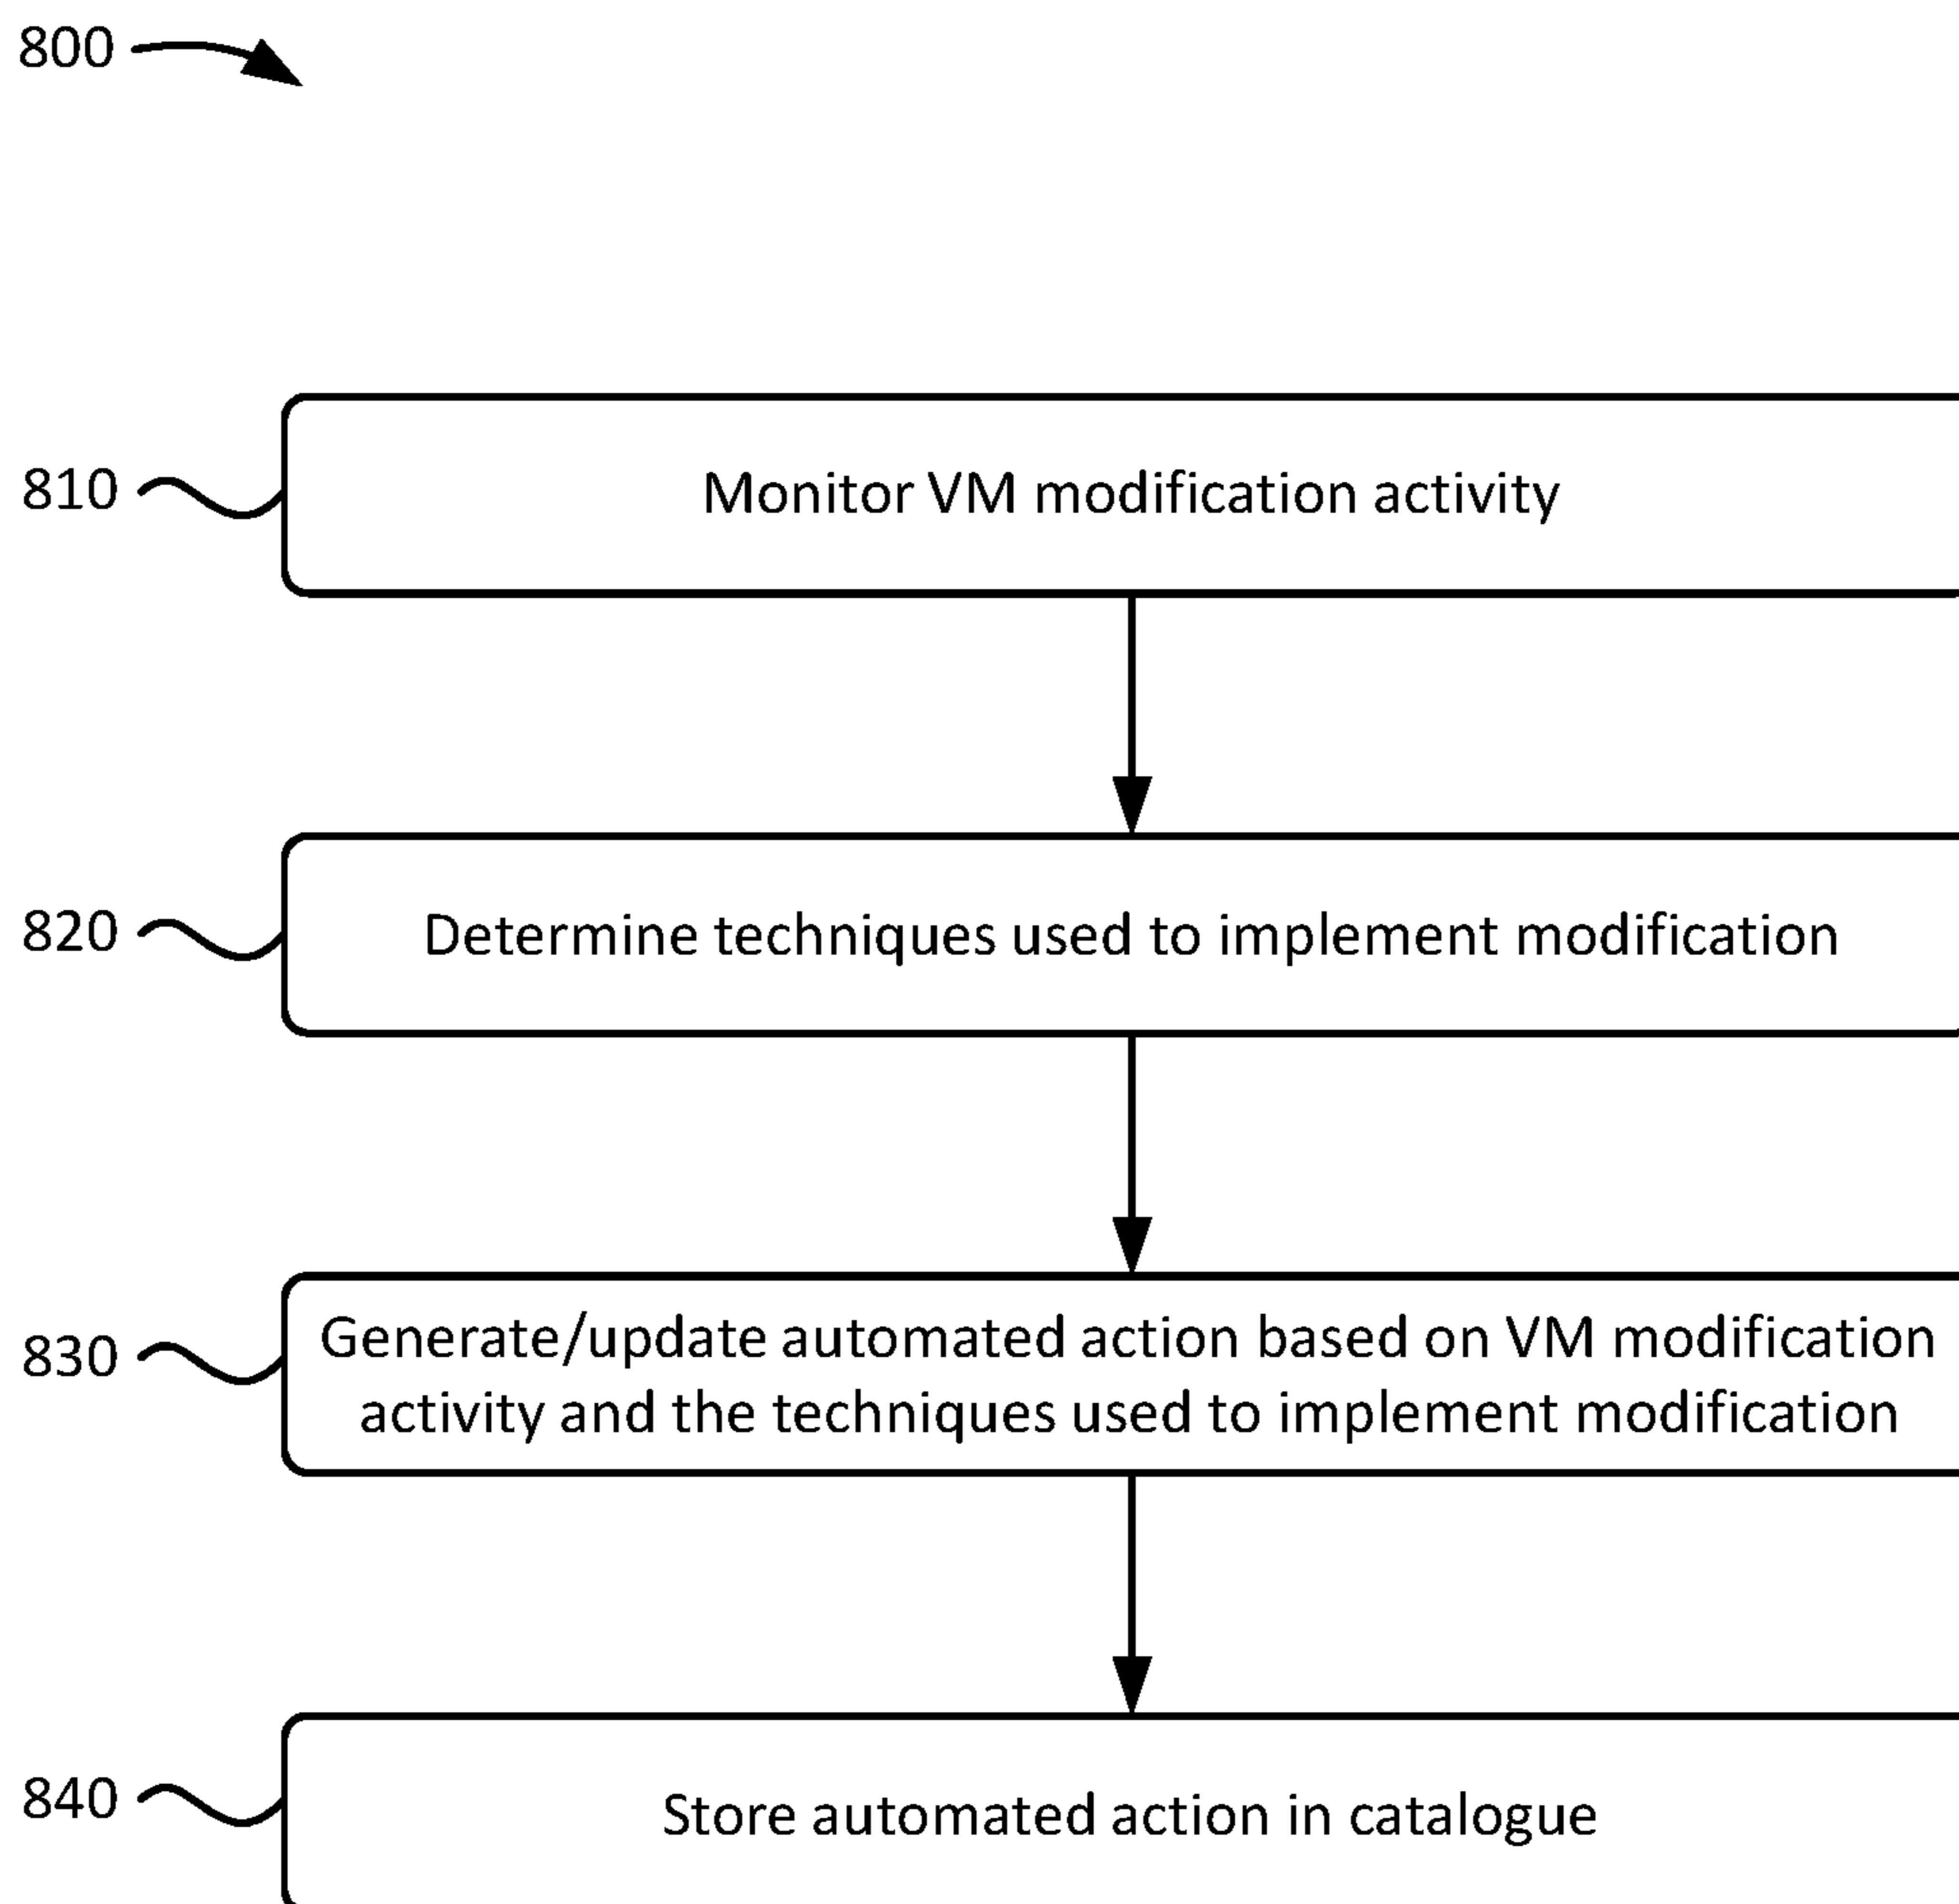 800
810
Monitor VM modification activity
820
Determine techniques used to implement modification
830
Generate/update automated action based on VM modification
activity and the techniques used to implement modification
840
Store automated action in catalogue